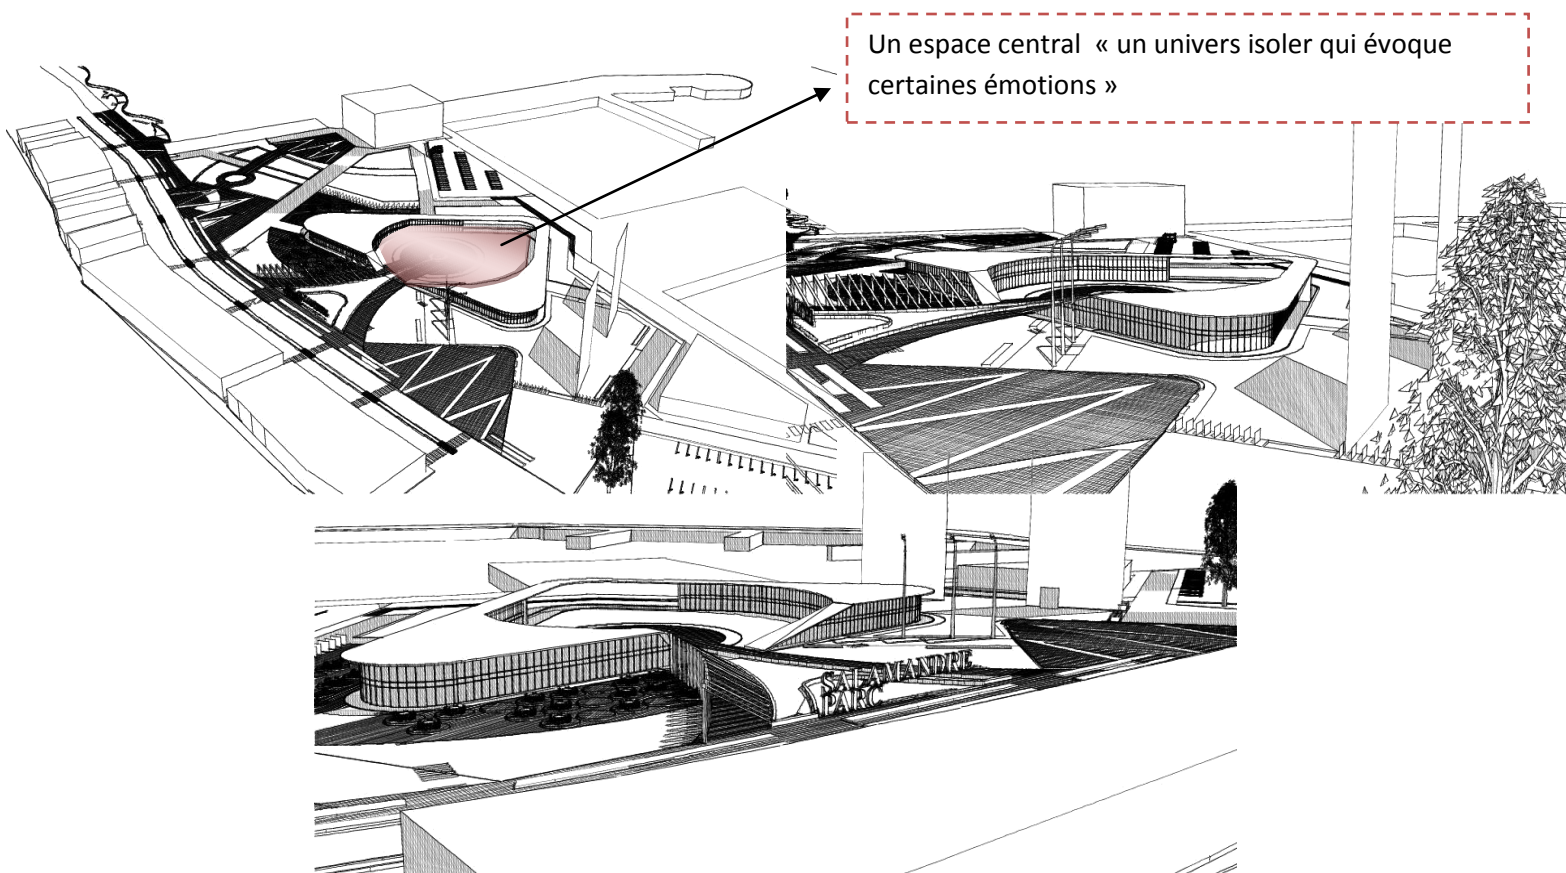 Un espace central « un univers isoler qui évoque
certaines émotions »
SALAMANDRE
PARC